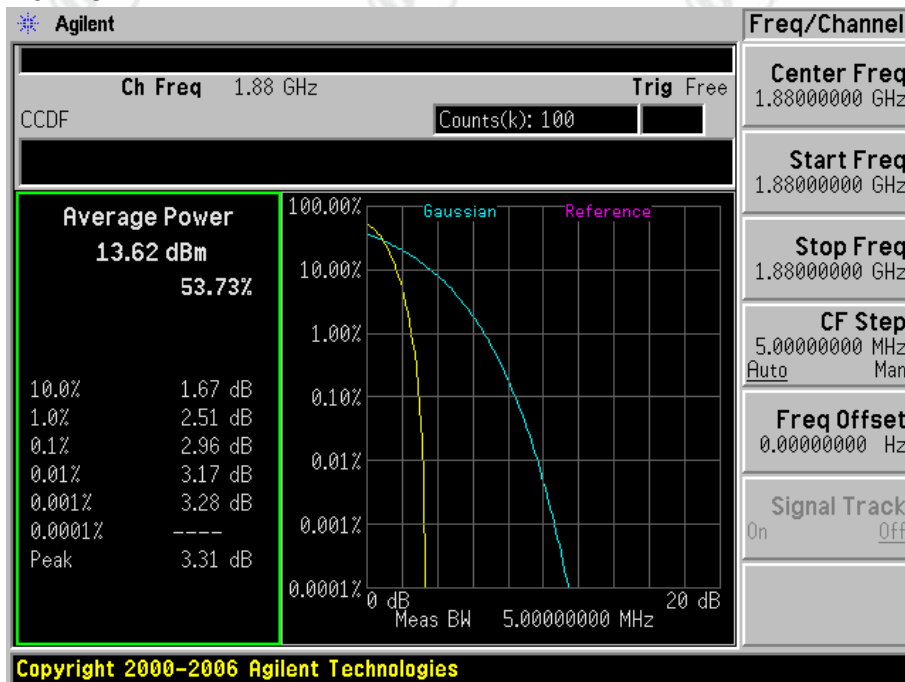 Agilent
Freq/Channel
Ch Freq 1.88 GHz Trig Free
CCDF Counts(k): 100
Center Freq
1.88000000 GHz
Start Freq
1.88000000 GHz
Stop Freq
1.88000000 GHz
CF Step
5.00000000 MHz
Auto Man
Freq Offset
0.00000000 Hz
Signal Track
On Off
Average Power
13.62 dBm
53.73%
10.0% 1.67 dB
1.0% 2.51 dB
0.1% 2.96 dB
0.01% 3.17 dB
0.001% 3.28 dB
0.0001% ----
Peak 3.31 dB
Gaussian Reference
100.00%
10.00%
1.00%
0.10%
0.01%
0.001%
0.0001%
0 dB 20 dB
Meas BW 5.00000000 MHz
Copyright 2000-2006 Agilent Technologies